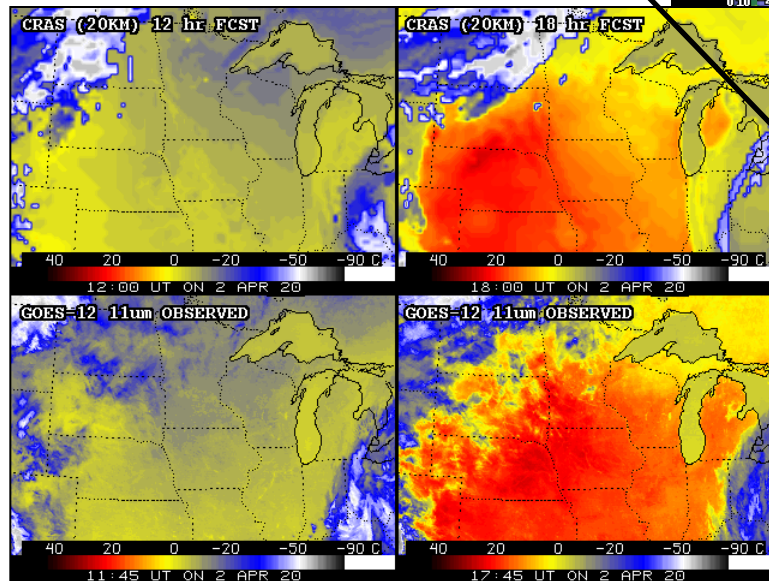 CRAS (20KM) 12 hr FCST
CRAS (20KM) 18 hr FCST
40 20 0 -20 -50 -90 C
12:00 UT ON 2 APR 20
40 20 0 -20 -50 -90 C
18:00 UT ON 2 APR 20
GOES-12 11um OBSERVED
GOES-12 11um OBSERVED
40 20 0 -20 -50 -90 C
11:45 UT ON 2 APR 20
40 20 0 -20 -50 -90 C
17:45 UT ON 2 APR 20